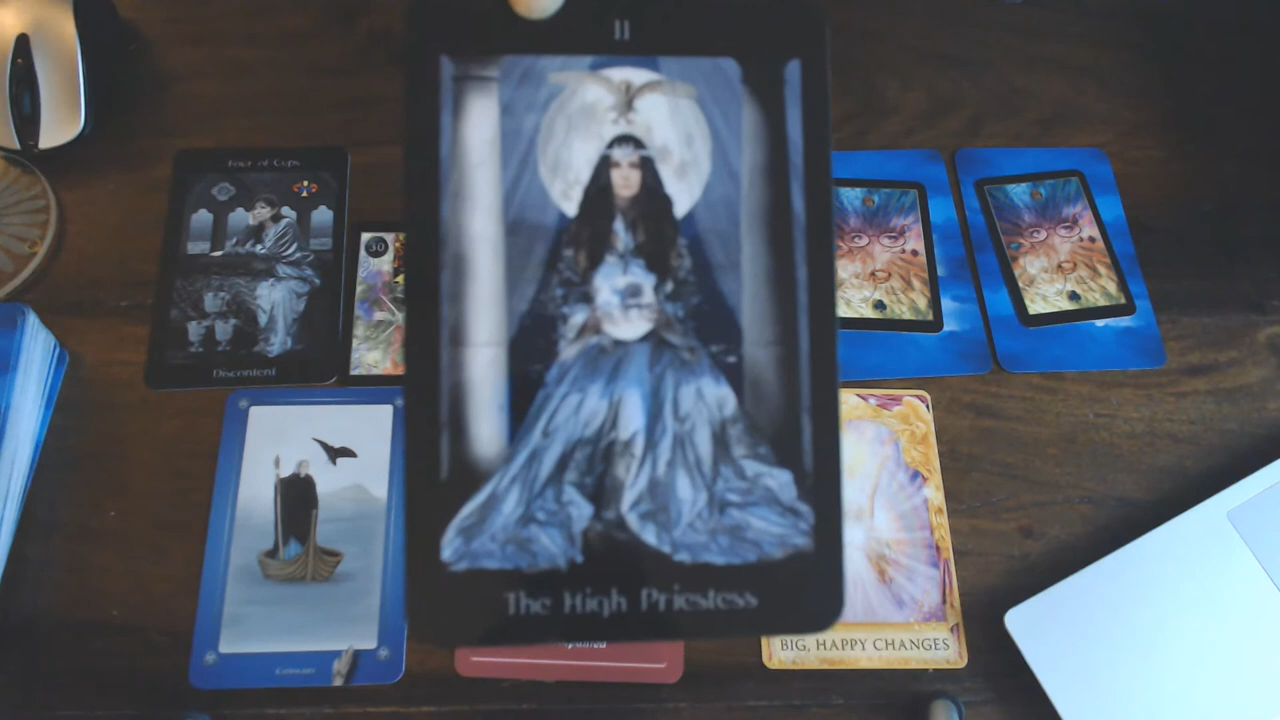 II
Four of Cups
30
Discontent
The High Priestess
BIG, HAPPY CHANGES